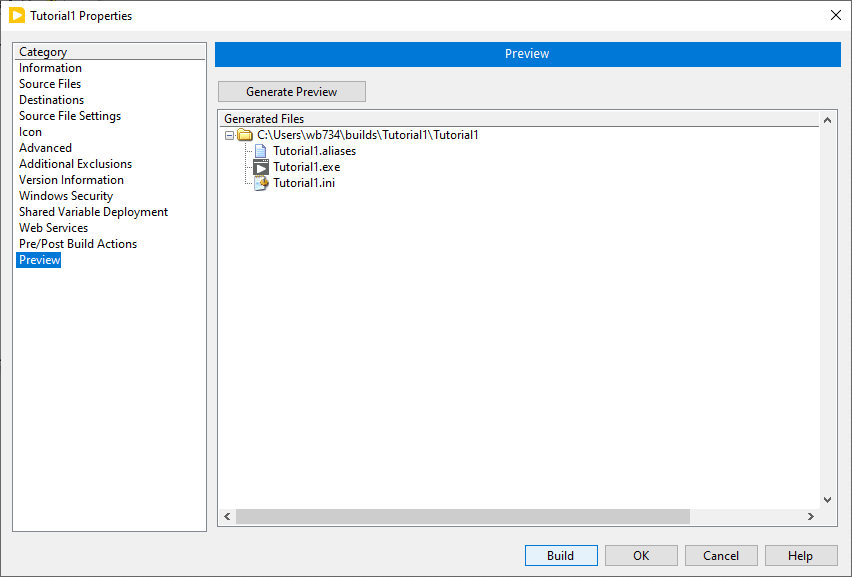 Tutorial1 Properties
Category
Information
Source Files
Destinations
Source File Settings
Icon
Advanced
Additional Exclusions
Version Information
Windows Security
Shared Variable Deployment
Web Services
Pre/Post Build Actions
Preview
Preview
Generate Preview
Generated Files
C:\Users\wb734\builds\Tutorial1\Tutorial1
Tutorial1.aliases
Tutorial1.exe
Tutorial1.ini
Build OK Cancel Help